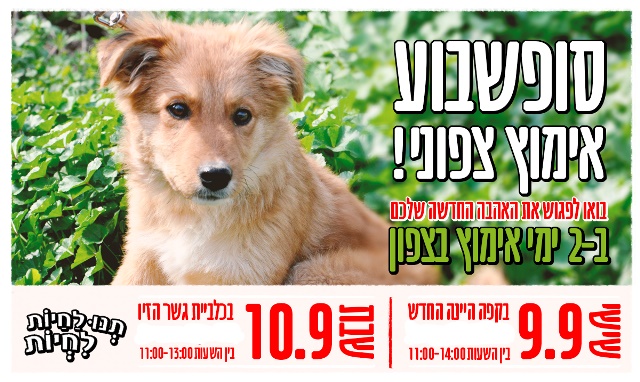 סופשבוע
אימוץ צפוני!
בואו לפגוש את האהבה החדשה שלכם
ב-2 ימי אימוץ בצפון
שישי
9.9
בקפה היינה החדש
בין השעות 11:00-14:00
שבת
10.9
בכלביית גשר הזיו
בין השעות 11:00-13:00
תנו לחיות
לחיות